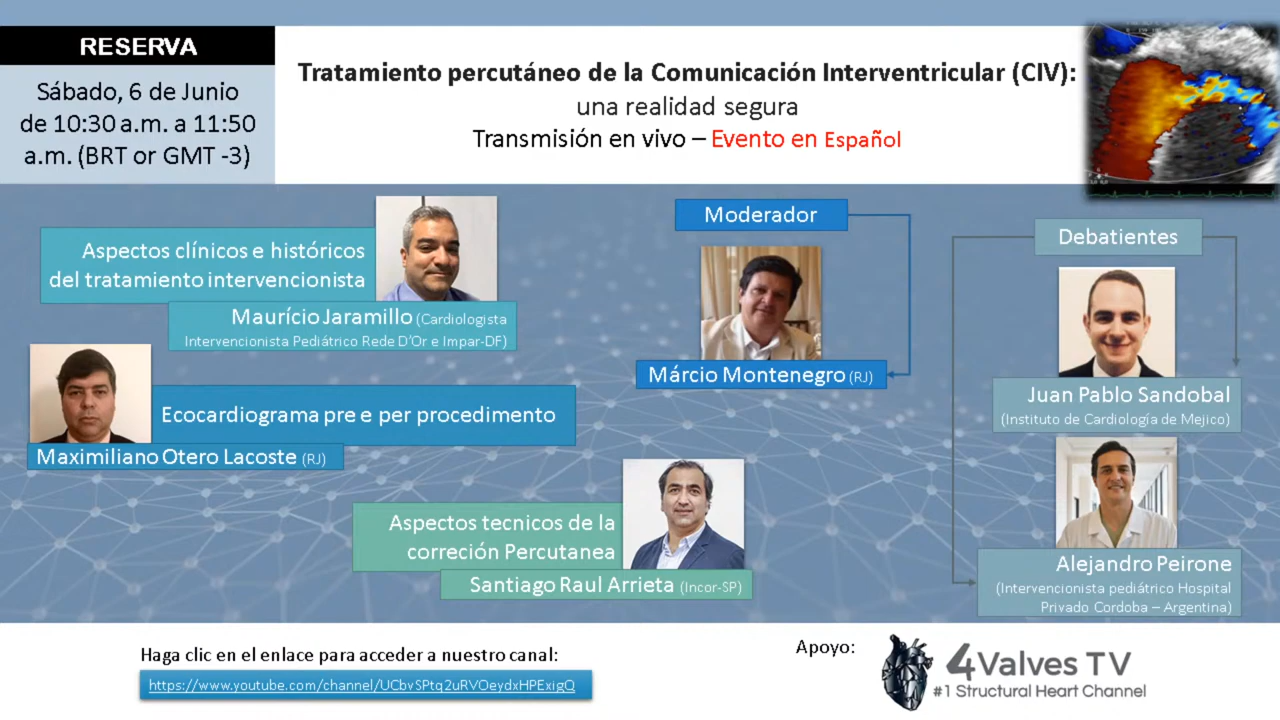 RESERVA
Sábado, 6 de Junio
de 10:30 a.m. a 11:50
a.m. (BRT or GMT -3)
Tratamiento percutáneo de la Comunicación Interventricular (CIV):
una realidad segura
Transmisión en vivo – Evento en Español
Aspectos clínicos e históricos
del tratamiento intervencionista
Maurício Jaramillo (Cardiologista
Intervencionista Pediátrico Rede D'Or e Impar-DF)
Ecocardiograma pre e per procedimento
Maximiliano Otero Lacoste (RJ)
Aspectos tecnicos de la
correción Percutanea
Santiago Raul Arrieta (Incor-SP)
Moderador
Márcio Montenegro (RJ)
Debatientes
Juan Pablo Sandobal
(Instituto de Cardiología de Mejico)
Alejandro Peirone
(Intervencionista pediátrico Hospital
Privado Cordoba – Argentina)
Haga clic en el enlace para acceder a nuestro canal:
https://www.youtube.com/channel/UCbvSPtq2uRVOeydxHPExigQ
Apoyo:
4Valves TV
#1 Structural Heart Channel